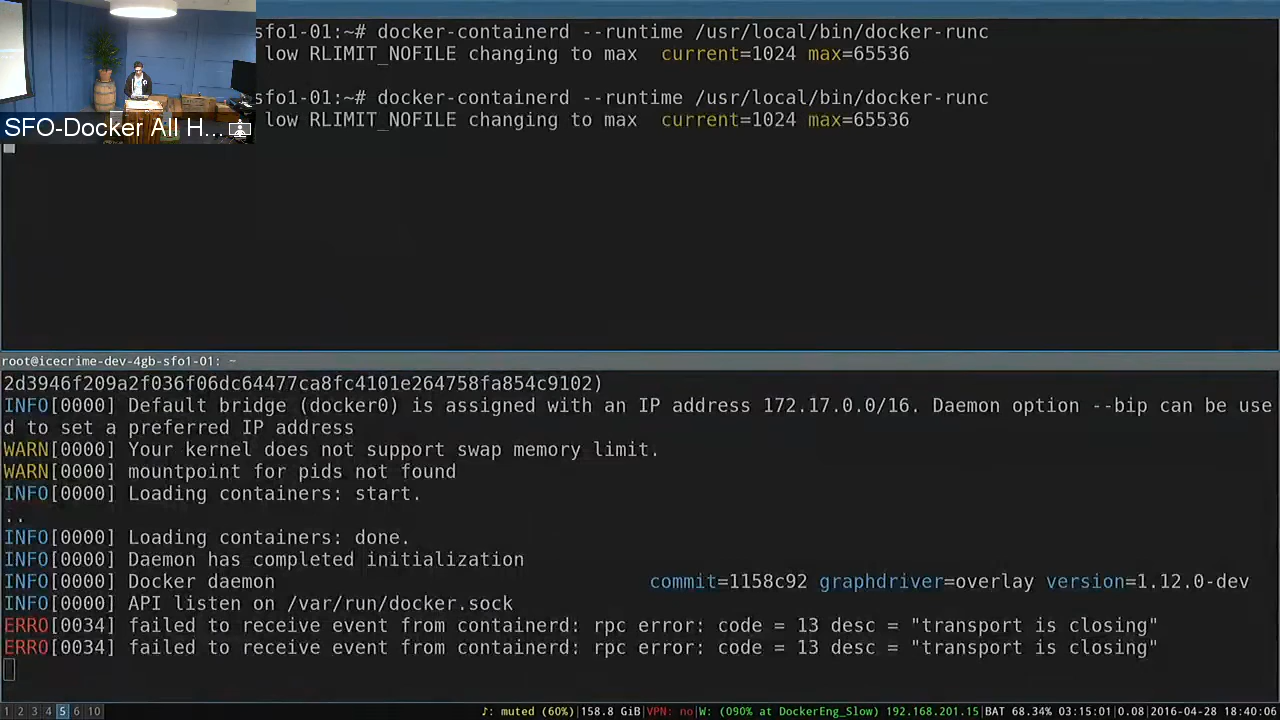 sfo1-01:~# docker-containerd --runtime /usr/local/bin/docker-runc
low RLIMIT_NOFILE changing to max  current=1024 max=65536
sfo1-01:~# docker-containerd --runtime /usr/local/bin/docker-runc
low RLIMIT_NOFILE changing to max  current=1024 max=65536
SFO-Docker All H...
root@icecrime-dev-4gb-sfo1-01: ~
2d3946f209a2f036f06dc64477ca8fc4101e264758fa854c9102)
INFO[0000] Default bridge (docker0) is assigned with an IP address 172.17.0.0/16. Daemon option --bip can be use
d to set a preferred IP address
WARN[0000] Your kernel does not support swap memory limit.
WARN[0000] mountpoint for pids not found
INFO[0000] Loading containers: start.
..
INFO[0000] Loading containers: done.
INFO[0000] Daemon has completed initialization
INFO[0000] Docker daemon                                 commit=1158c92 graphdriver=overlay version=1.12.0-dev
INFO[0000] API listen on /var/run/docker.sock
ERRO[0034] failed to receive event from containerd: rpc error: code = 13 desc = "transport is closing"
ERRO[0034] failed to receive event from containerd: rpc error: code = 13 desc = "transport is closing"
1 2 3 4 5 6 10 ♪: muted (60%)|158.8 GiB|VPN: no|W: (090% at DockerEng_Slow) 192.168.201.15|BAT 68.34% 03:15:01|0.08|2016-04-28 18:40:06